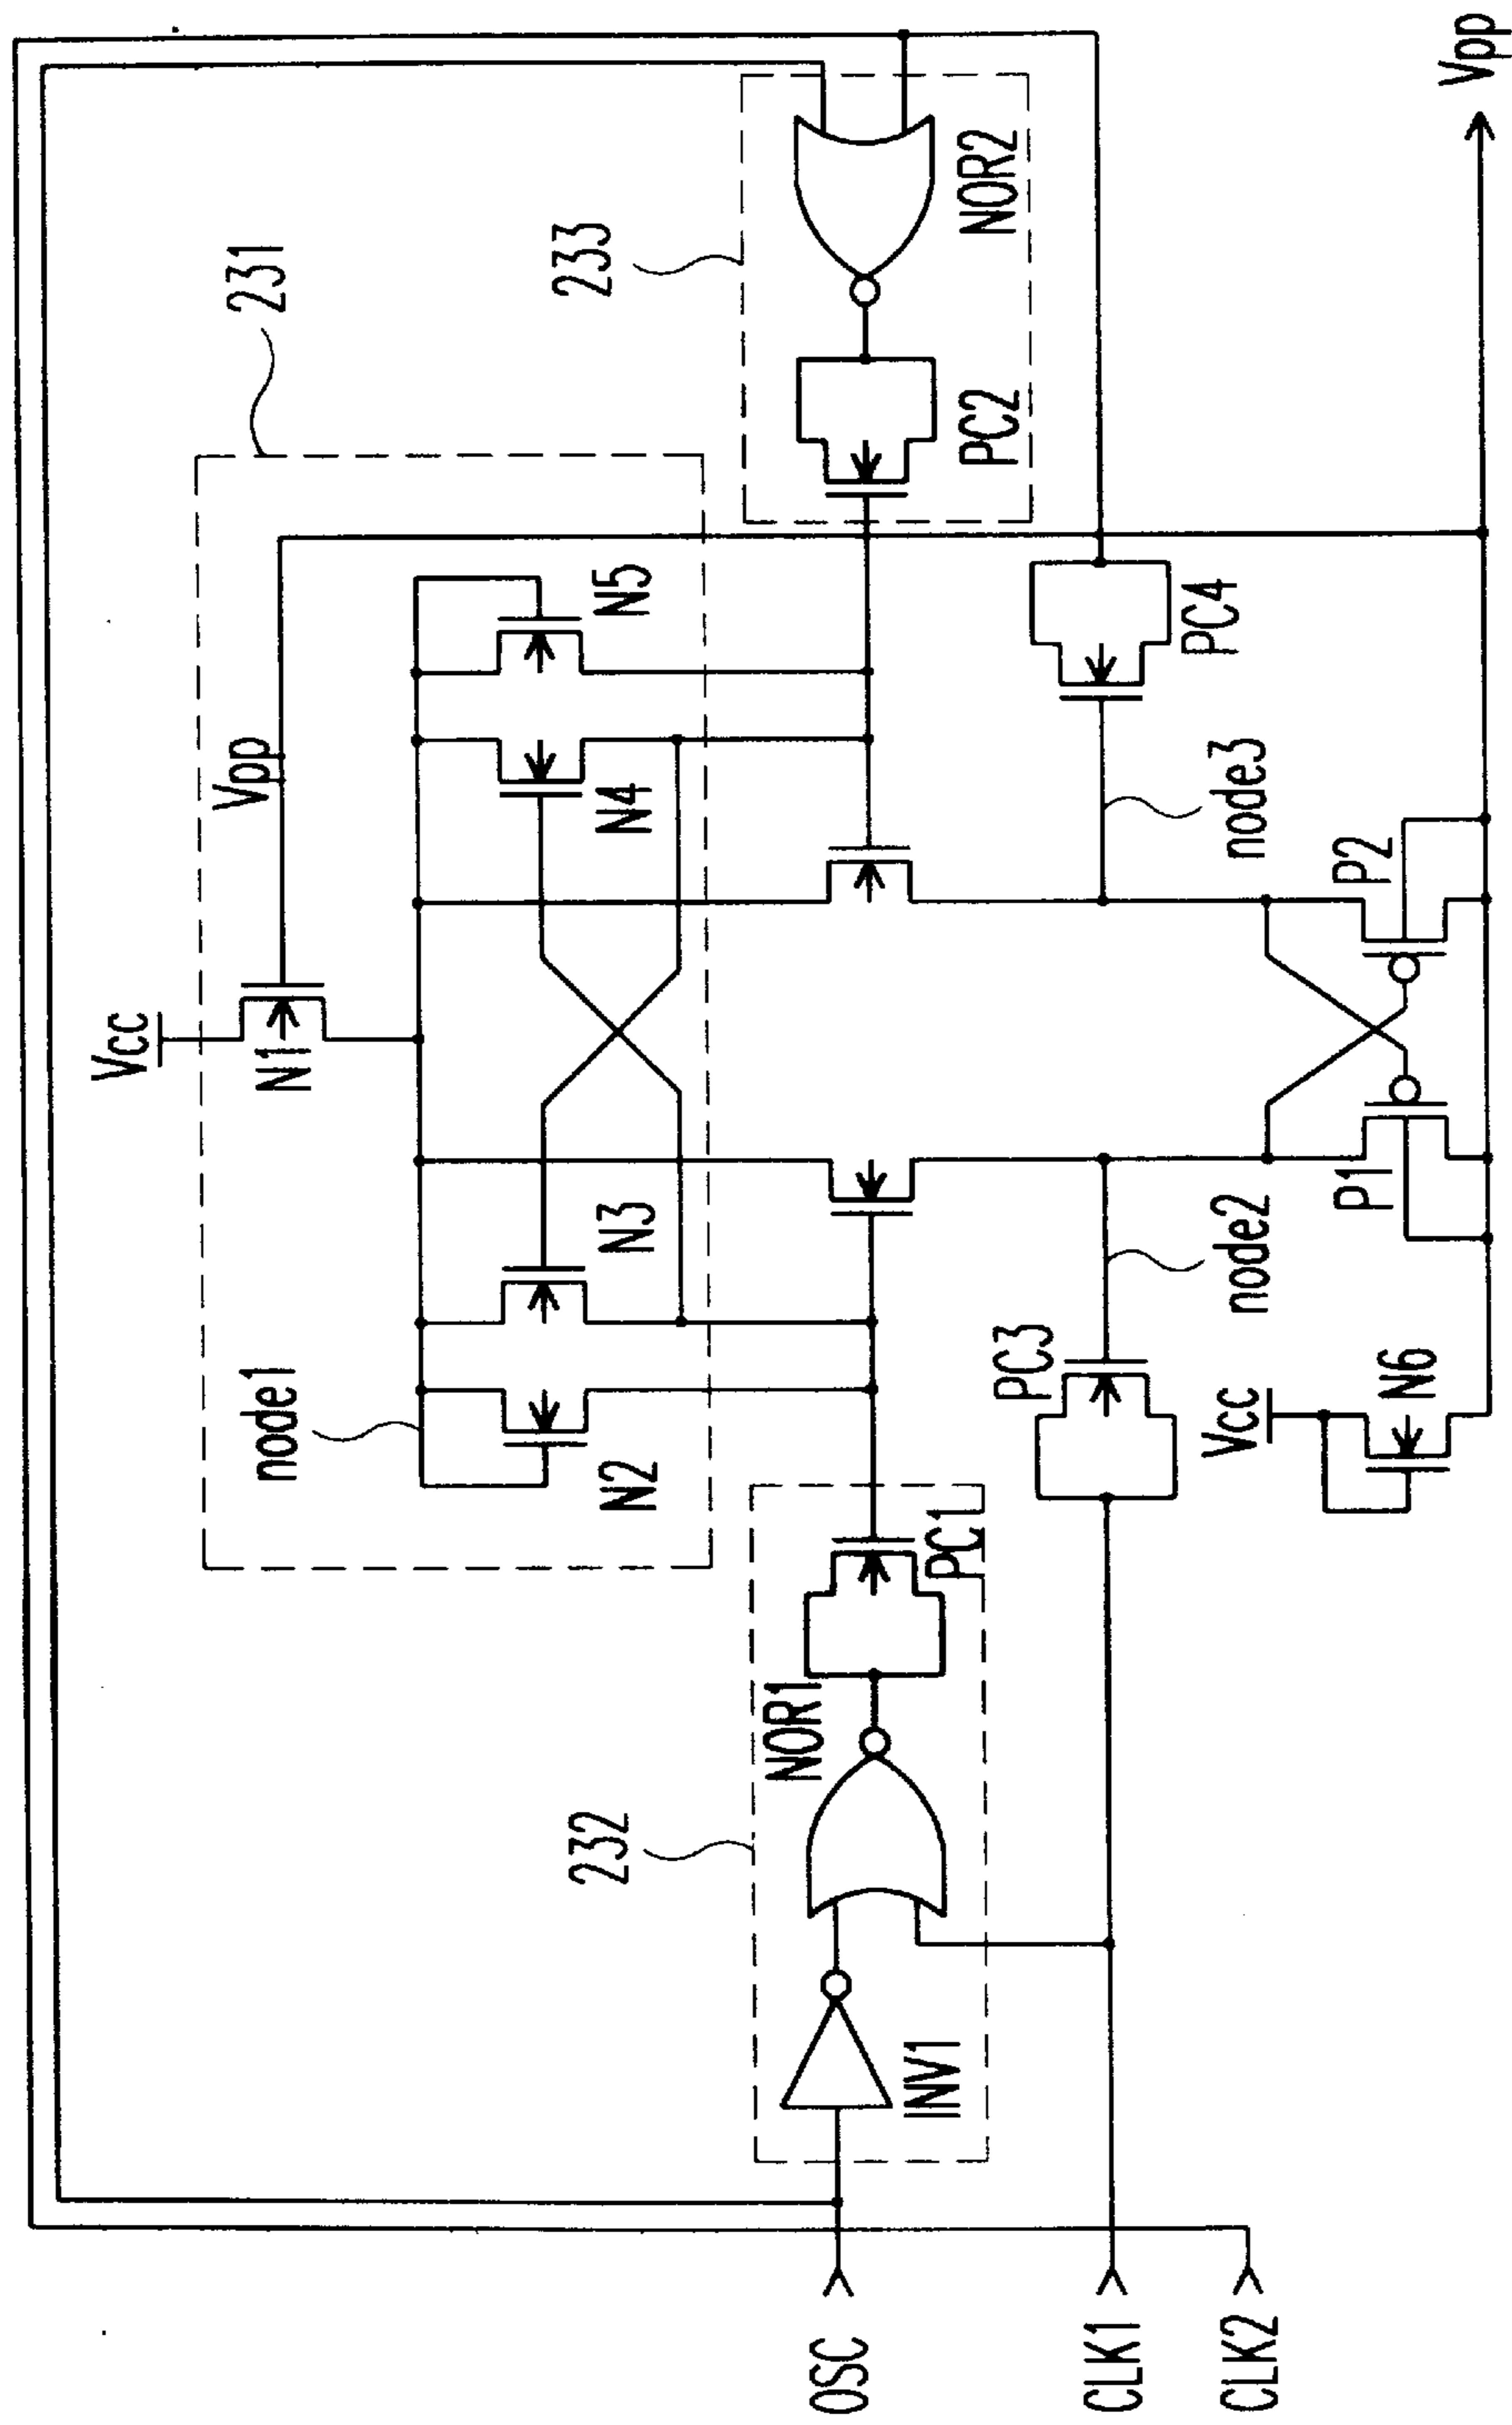 Vcc
N1
Vpp
231
node1
N2
N3
N4
N5
233
NOR2
PC2
232
NOR1
PC1
INV1
PC3
node2
node3
PC4
Vcc
N6
P1
P2
Vpp
OSC
CLK1
CLK2